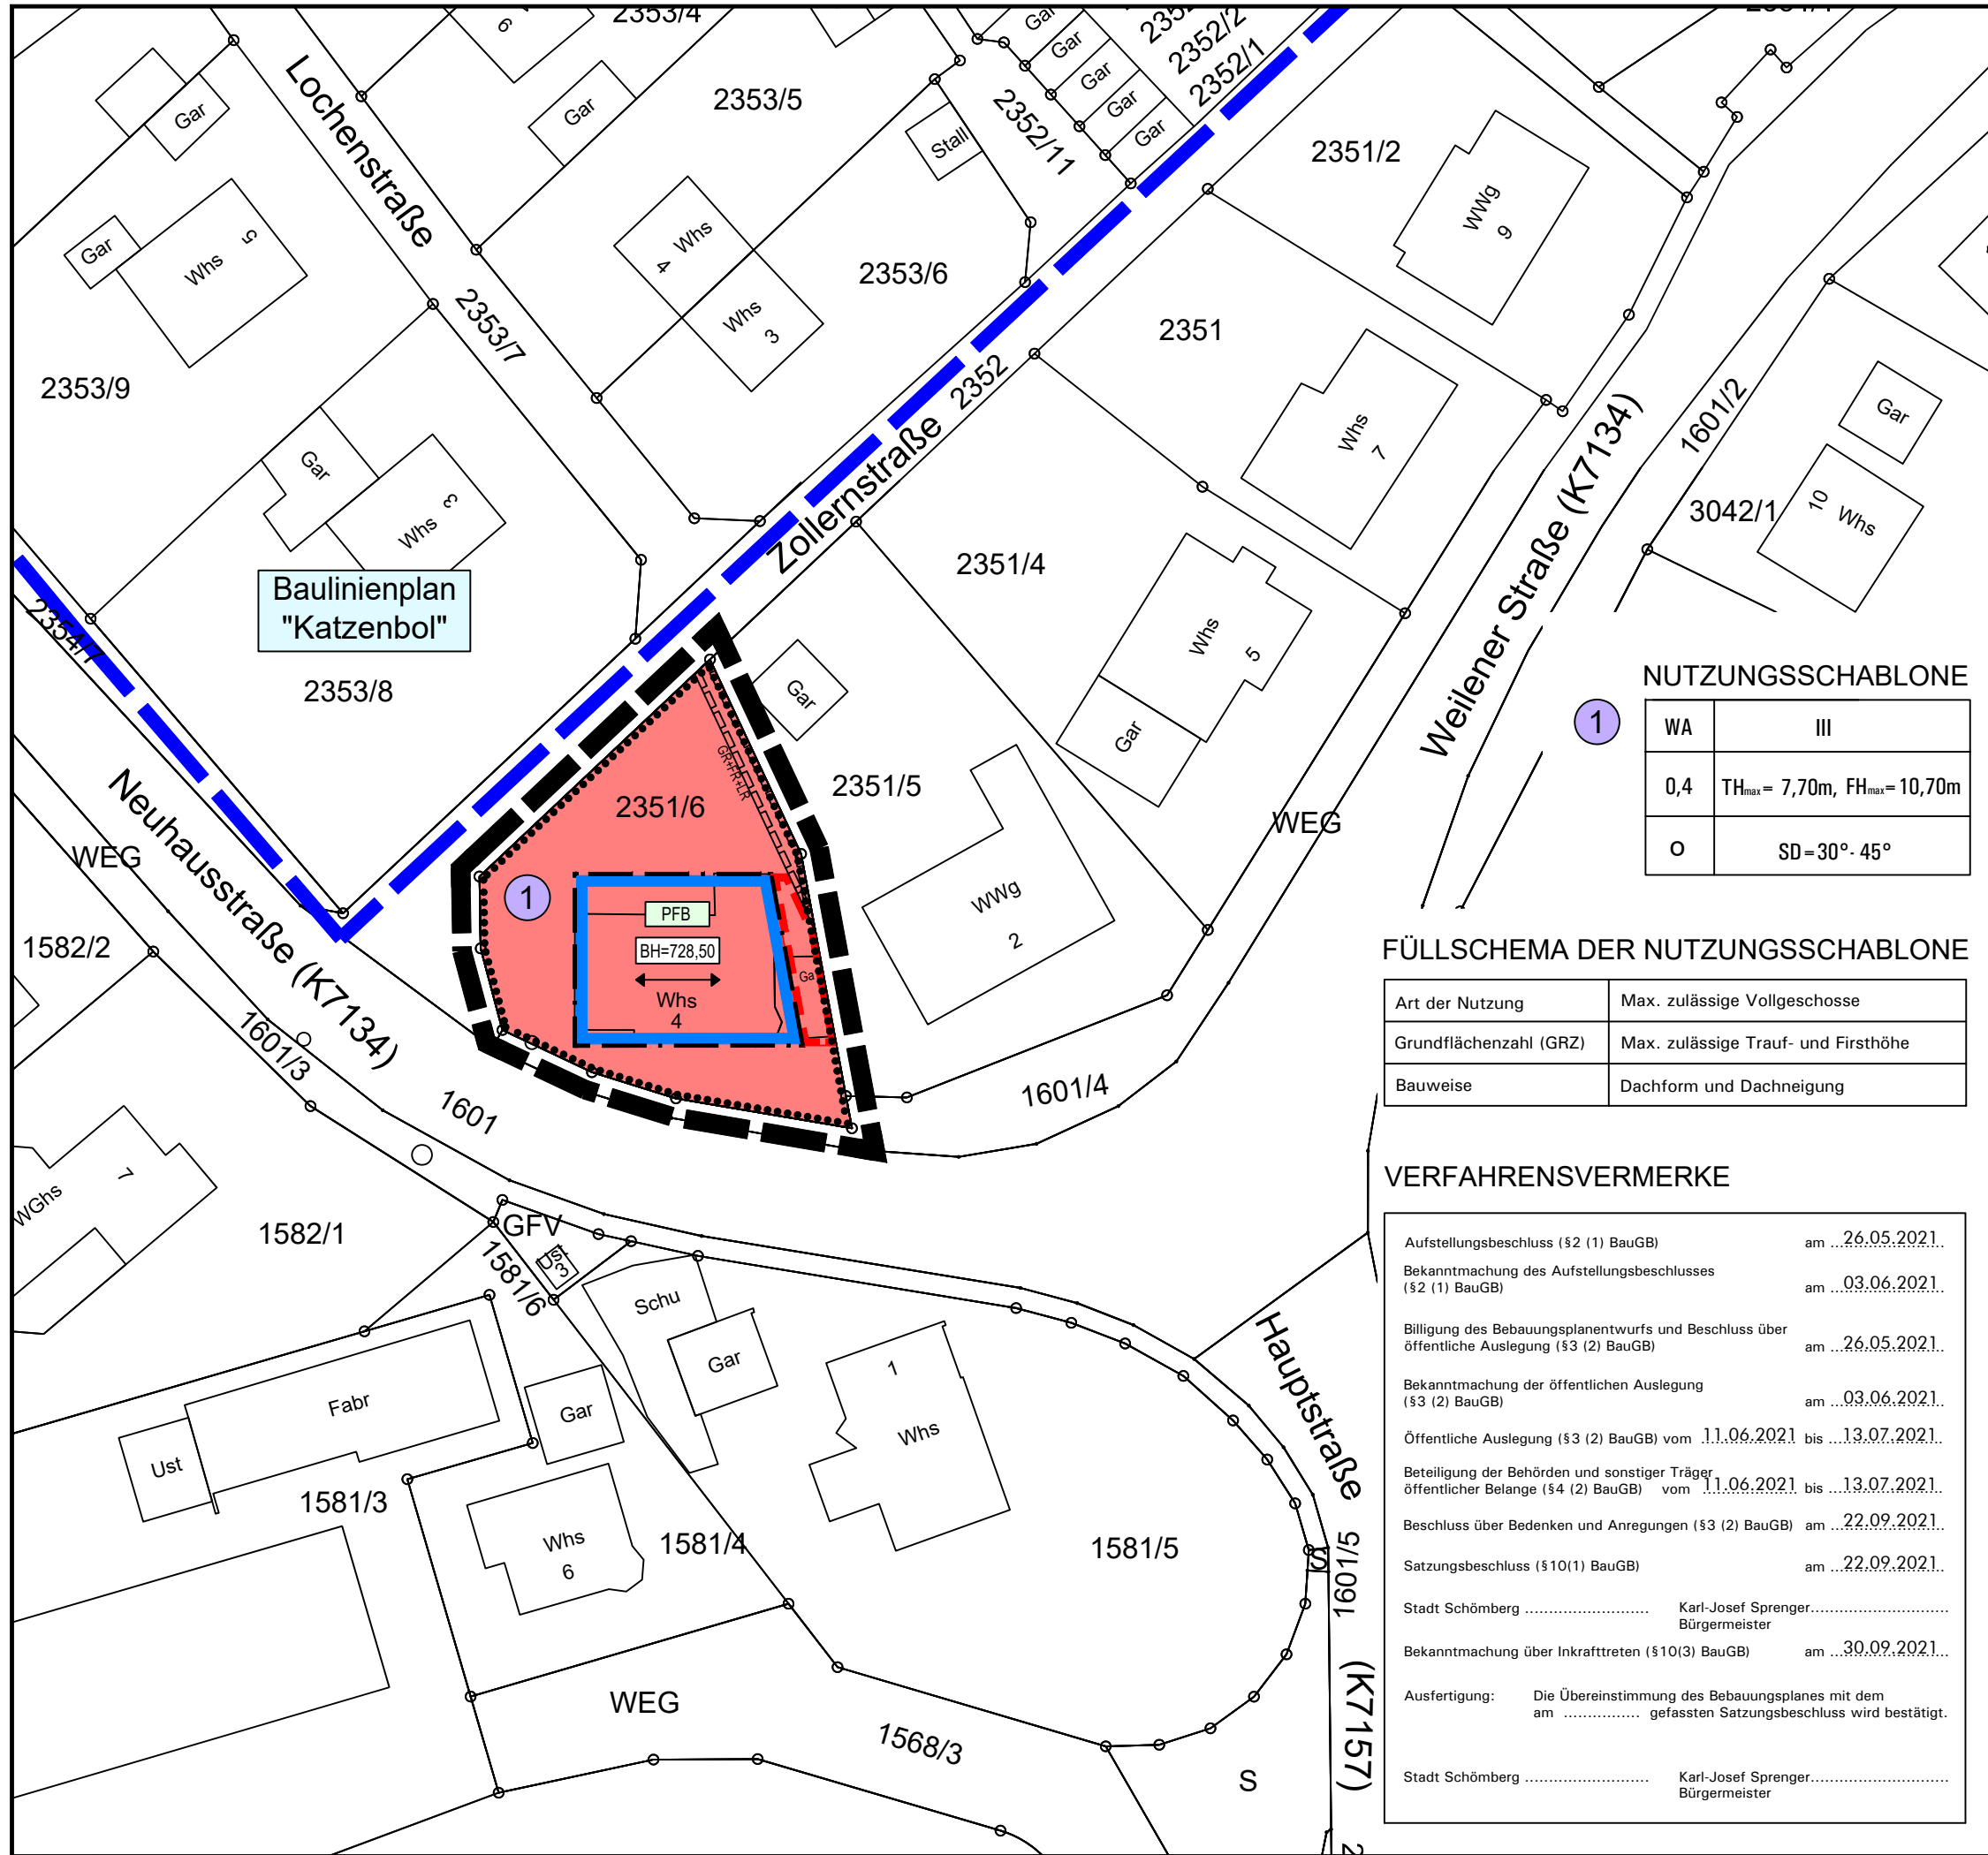 2353/4
6
Gar
Lochenstraße
Gar
2353/5
Stall
2352/11
Gar
Gar
Gar
Gar
Gar
2352/2
2352/1
2351/2
WWg
9
Gar
Whs
5
Gar
Whs
4
Whs
3
2353/6
2353/7
2353/9
2351
Zollernstraße 2352
Whs
7
Weilener Straße (K7134)
1601/2
Gar
10
Whs
3042/1
Gar
Whs
3
Baulinienplan
"Katzenbol"
2354/7
2353/8
2351/4
Whs
5
Gar
Gar
2351/5
WEG
WWg
2
2351/6
GR+FR+LR
1
PFB
BH=728,50
Whs
4
Ga
Neuhausstraße (K7134)
WEG
1582/2
1601/3
1601
1601/4
WGhs
7
1582/1
GFV
Ust
3
1581/6
Schu
Gar
Fabr
Gar
Ust
1581/3
Whs
6
1581/4
1
Whs
1581/5
Hauptstraße
(K7157)
S
1601/5
WEG
1568/3
S
NUTZUNGSSCHABLONE
1
WA III
0,4 THmax= 7,70m, FHmax= 10,70m
O SD=30°- 45°
FÜLLSCHEMA DER NUTZUNGSSCHABLONE
Art der Nutzung Max. zulässige Vollgeschosse
Grundflächenzahl (GRZ) Max. zulässige Trauf- und Firsthöhe
Bauweise Dachform und Dachneigung
VERFAHRENSVERMERKE
Aufstellungsbeschluss (§2 (1) BauGB) am ...26.05.2021..
Bekanntmachung des Aufstellungsbeschlusses
(§2 (1) BauGB) am ...03.06.2021..
Billigung des Bebauungsplanentwurfs und Beschluss über
öffentliche Auslegung (§3 (2) BauGB) am ...26.05.2021..
Bekanntmachung der öffentlichen Auslegung
(§3 (2) BauGB) am ...03.06.2021..
Öffentliche Auslegung (§3 (2) BauGB) vom 11.06.2021 bis ...13.07.2021..
Beteiligung der Behörden und sonstiger Träger
öffentlicher Belange (§4 (2) BauGB) vom 11.06.2021 bis ...13.07.2021..
Beschluss über Bedenken und Anregungen (§3 (2) BauGB) am ...22.09.2021..
Satzungsbeschluss (§10(1) BauGB) am ...22.09.2021..
Stadt Schömberg ......................... Karl-Josef Sprenger............................
Bürgermeister
Bekanntmachung über Inkrafttreten (§10(3) BauGB) am ...30.09.2021...
Ausfertigung: Die Übereinstimmung des Bebauungsplanes mit dem
am ................ gefassten Satzungsbeschluss wird bestätigt.
Stadt Schömberg ......................... Karl-Josef Sprenger............................
Bürgermeister